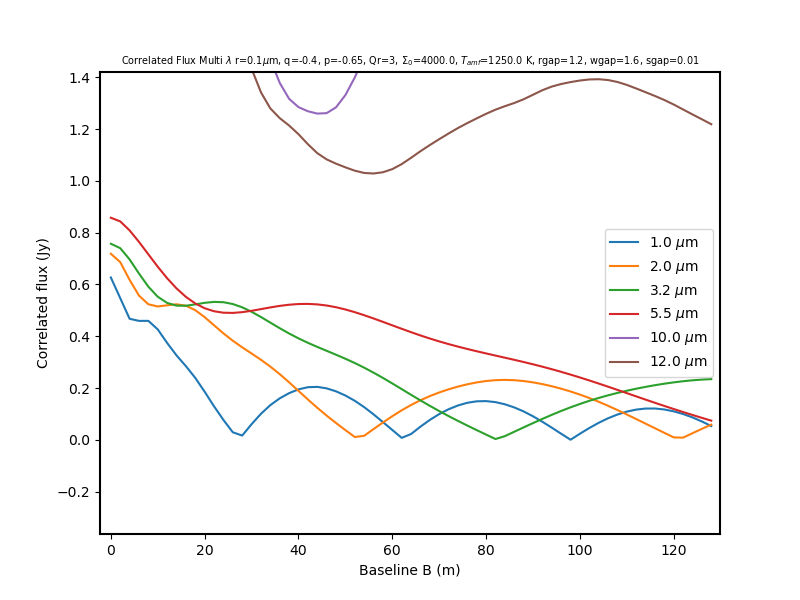 Correlated Flux Multi λ r=0.1μm, q=-0.4, p=-0.65, Qr=3, Σ₀=4000.0, T_amf=1250.0 K, rgap=1.2, wgap=1.6, sgap=0.01
1.4
1.2
1.0
0.8
0.6
0.4
0.2
0.0
−0.2
Correlated flux (Jy)
1.0 μm
2.0 μm
3.2 μm
5.5 μm
10.0 μm
12.0 μm
0 20 40 60 80 100 120
Baseline B (m)